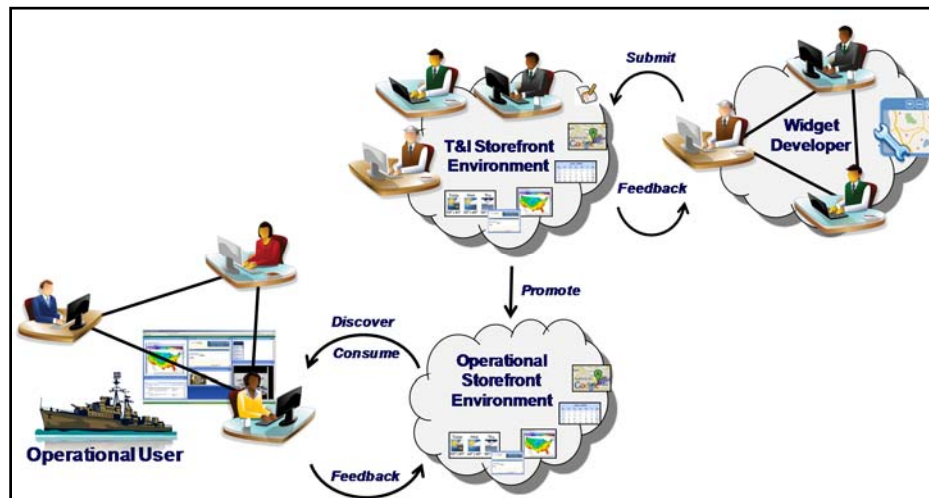 Submit
T&I Storefront
Environment
Widget
Developer
Feedback
Promote
Discover
Consume
Operational
Storefront
Environment
Operational User
Feedback